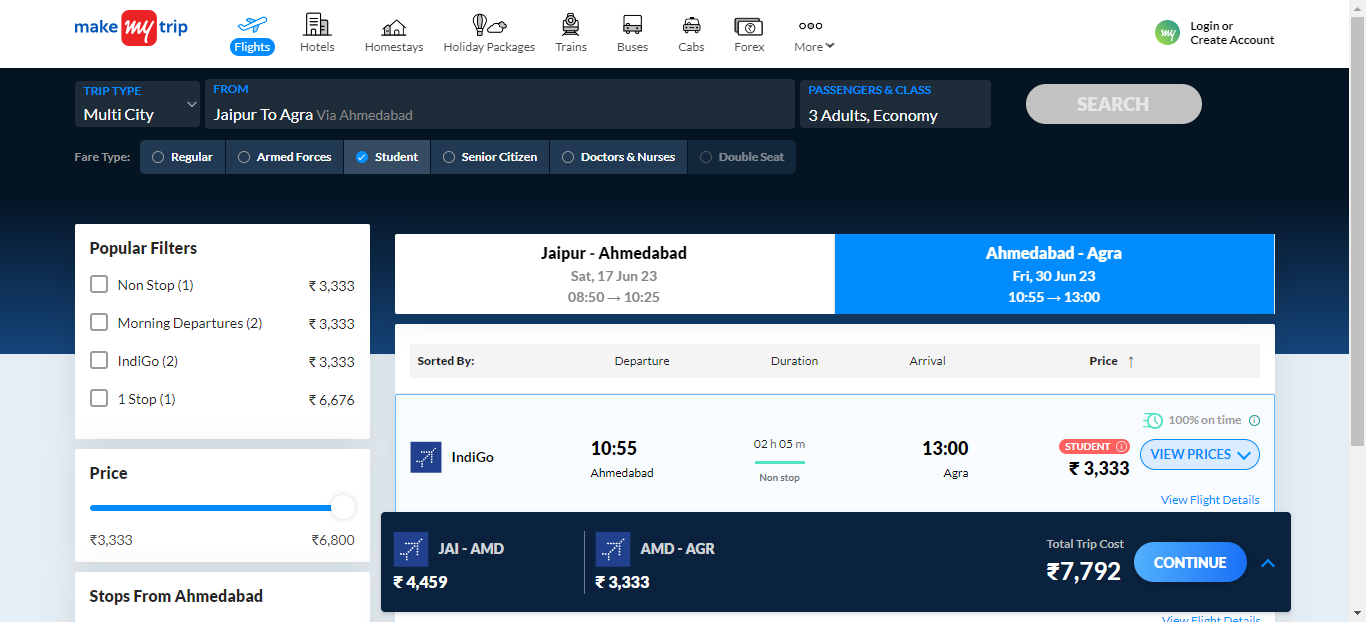 make my trip
Flights
Hotels
Homestays
Holiday Packages
Trains
Buses
Cabs
Forex
More
my
Login or
Create Account
TRIP TYPE
Multi City
FROM
Jaipur To Agra Via Ahmedabad
PASSENGERS & CLASS
3 Adults, Economy
SEARCH
Fare Type:
Regular
Armed Forces
Student
Senior Citizen
Doctors & Nurses
Double Seat
Popular Filters
Non Stop (1) ₹ 3,333
Morning Departures (2) ₹ 3,333
IndiGo (2) ₹ 3,333
1 Stop (1) ₹ 6,676
Price
₹3,333 ₹6,800
Stops From Ahmedabad
Jaipur - Ahmedabad
Sat, 17 Jun 23
08:50 → 10:25
Ahmedabad - Agra
Fri, 30 Jun 23
10:55 → 13:00
Sorted By: Departure Duration Arrival Price ↑
100% on time
IndiGo
10:55
Ahmedabad
02 h 05 m
Non stop
13:00
Agra
STUDENT
₹ 3,333
VIEW PRICES
View Flight Details
JAI - AMD
₹ 4,459
AMD - AGR
₹ 3,333
Total Trip Cost
₹7,792
CONTINUE
View Flight Details